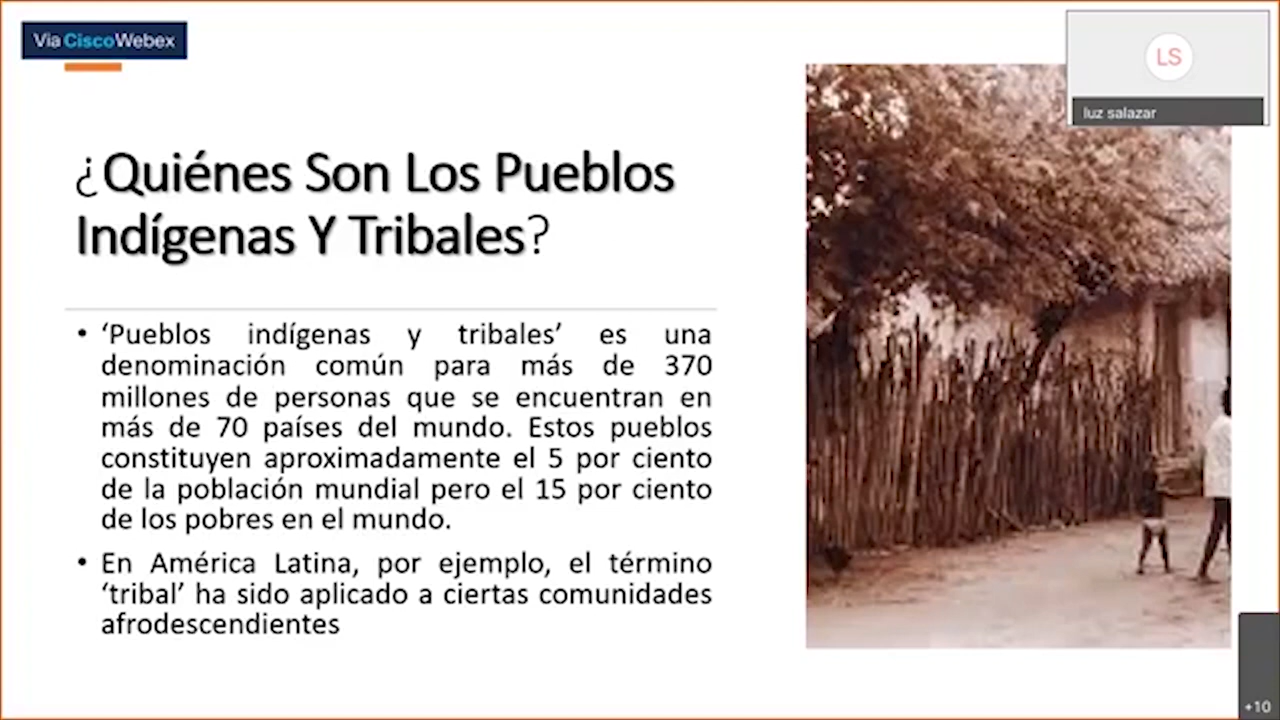 Via CiscoWebex
LS
luz salazar
¿Quiénes Son Los Pueblos
Indígenas Y Tribales?
• ‘Pueblos indígenas y tribales’ es una
denominación común para más de 370
millones de personas que se encuentran en
más de 70 países del mundo. Estos pueblos
constituyen aproximadamente el 5 por ciento
de la población mundial pero el 15 por ciento
de los pobres en el mundo.
• En América Latina, por ejemplo, el término
‘tribal’ ha sido aplicado a ciertas comunidades
afrodescendientes
+10